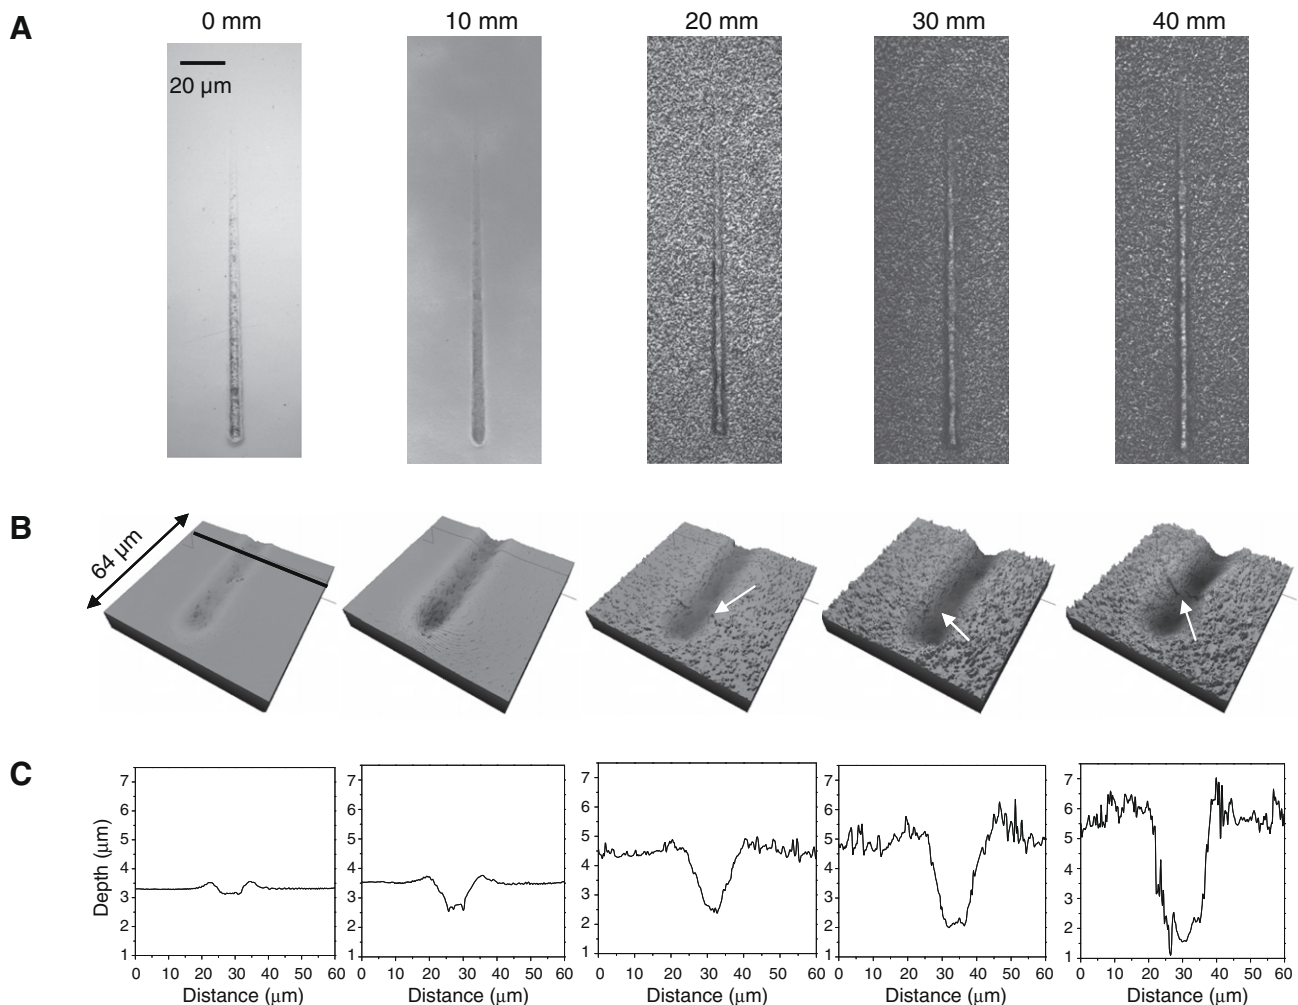 A
0 mm 10 mm 20 mm 30 mm 40 mm
20 µm
B
64 µm
C
7 7 7 7 7
6 6 6 6 6
5 5 5 5 5
4 4 4 4 4
3 3 3 3 3
2 2 2 2 2
1 1 1 1 1
Depth (µm)
0 10 20 30 40 50 60 0 10 20 30 40 50 60 0 10 20 30 40 50 60 0 10 20 30 40 50 60 0 10 20 30 40 50 60
Distance (µm) Distance (µm) Distance (µm) Distance (µm) Distance (µm)